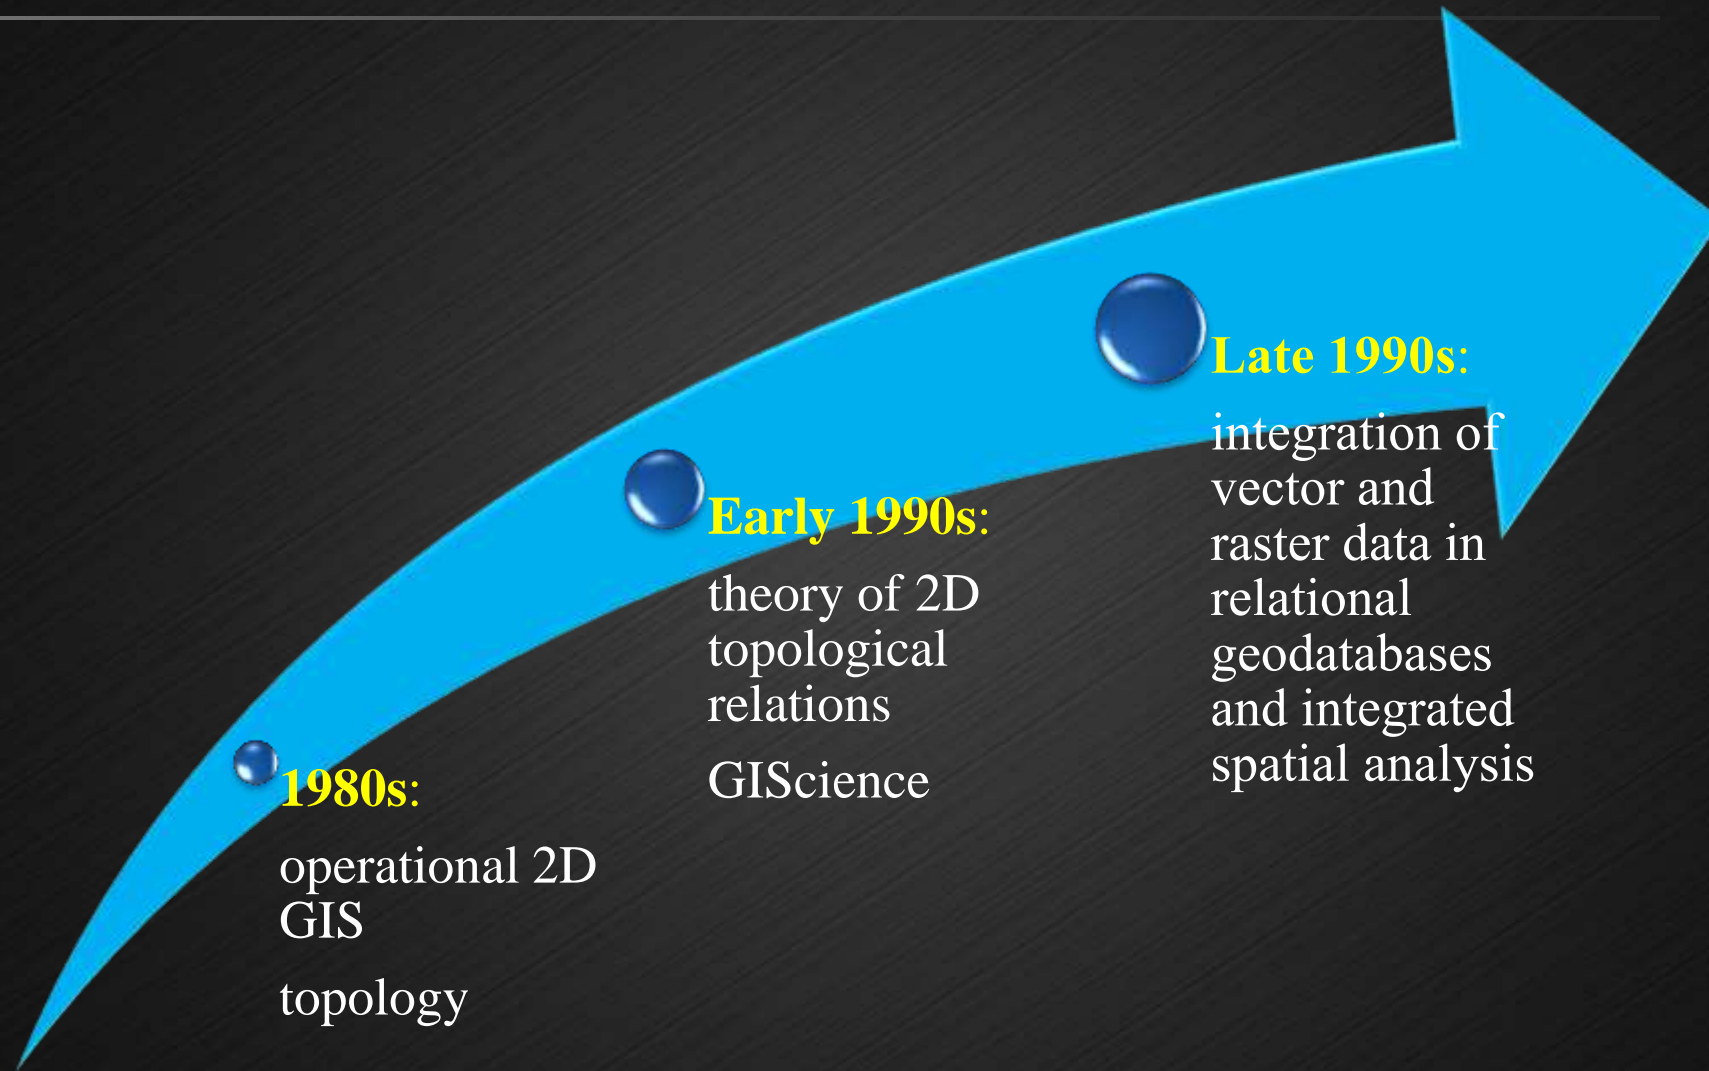 1980s:
operational 2D
GIS
topology
Early 1990s:
theory of 2D
topological
relations
GIScience
Late 1990s:
integration of
vector and
raster data in
relational
geodatabases
and integrated
spatial analysis